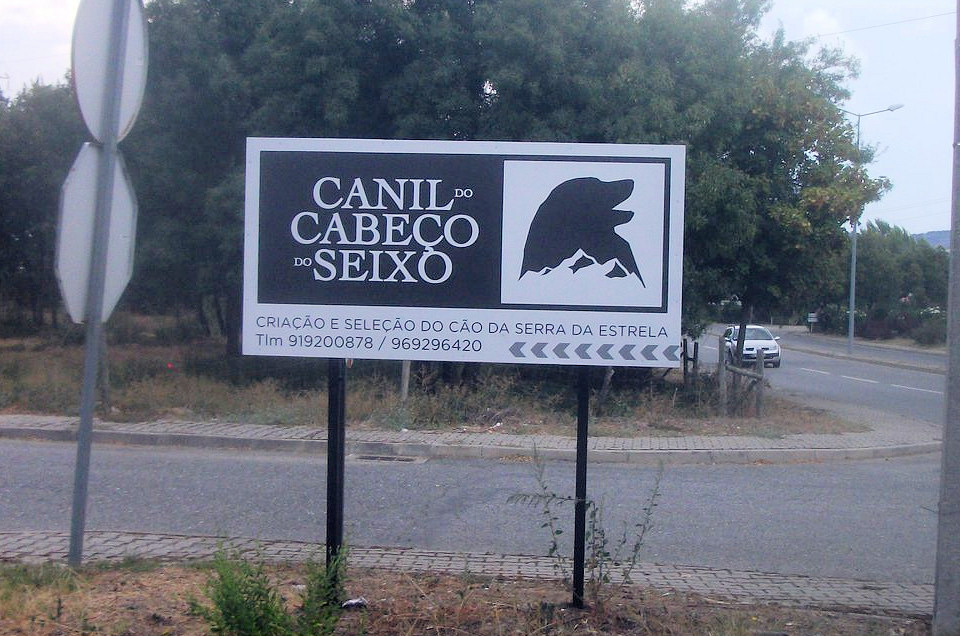 CANIL DO
CABEÇO
DO SEIXO
CRIAÇÃO E SELEÇÃO DO CÃO DA SERRA DA ESTRELA
Tlm 919200878 / 969296420